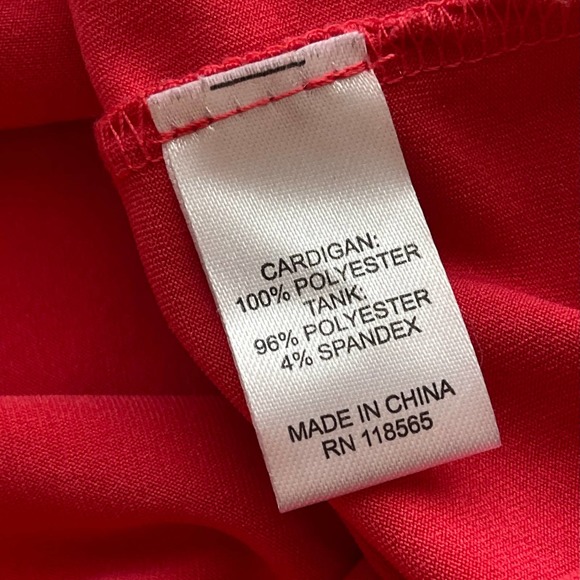 CARDIGAN:
100% POLYESTER
TANK:
96% POLYESTER
4% SPANDEX
MADE IN CHINA
RN 118565